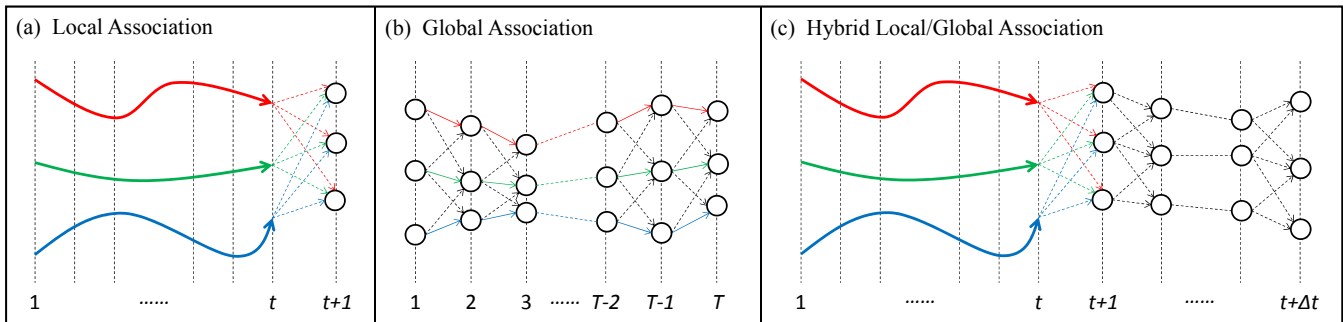 (a) Local Association
1 ...... t t+1
(b) Global Association
1 2 3 ...... T-2 T-1 T
(c) Hybrid Local/Global Association
1 ...... t t+1 ...... t+Δt